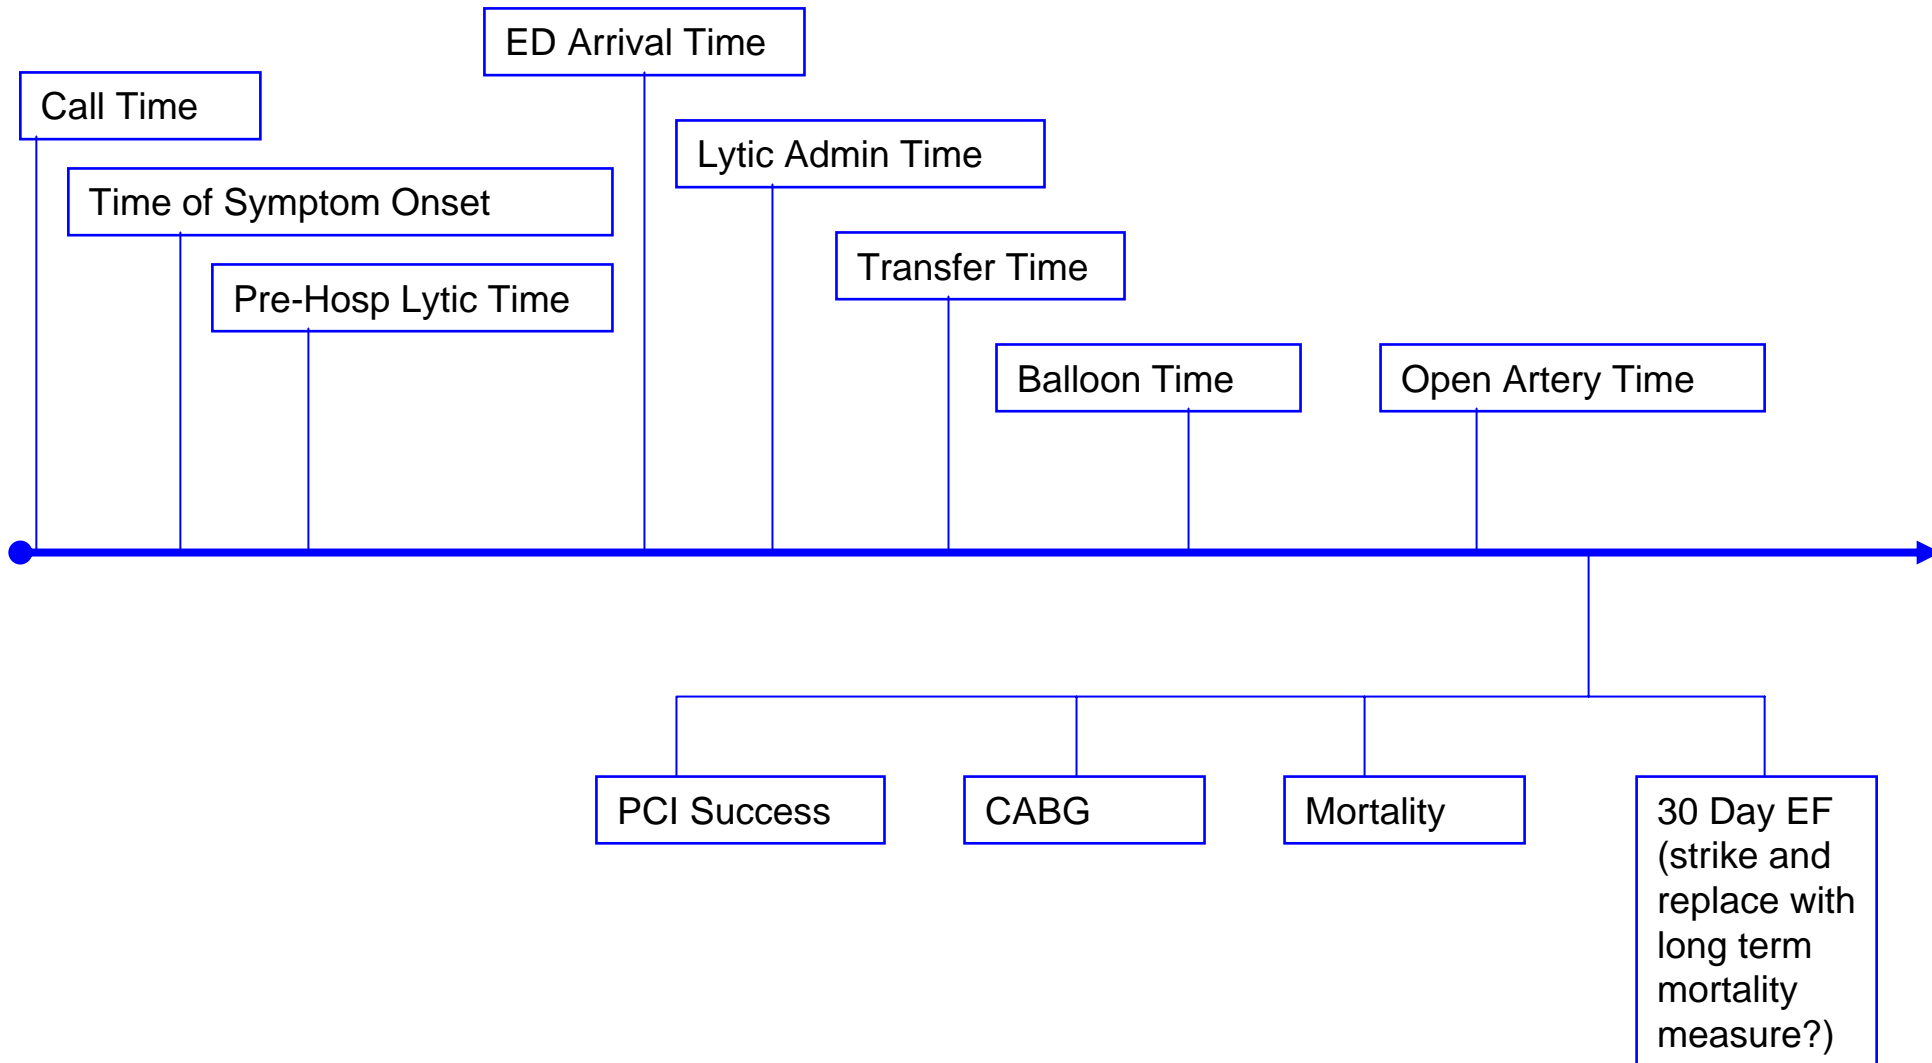 ED Arrival Time
Call Time
Lytic Admin Time
Time of Symptom Onset
Transfer Time
Pre-Hosp Lytic Time
Balloon Time
Open Artery Time
PCI Success
CABG
Mortality
30 Day EF
(strike and
replace with
long term
mortality
measure?)